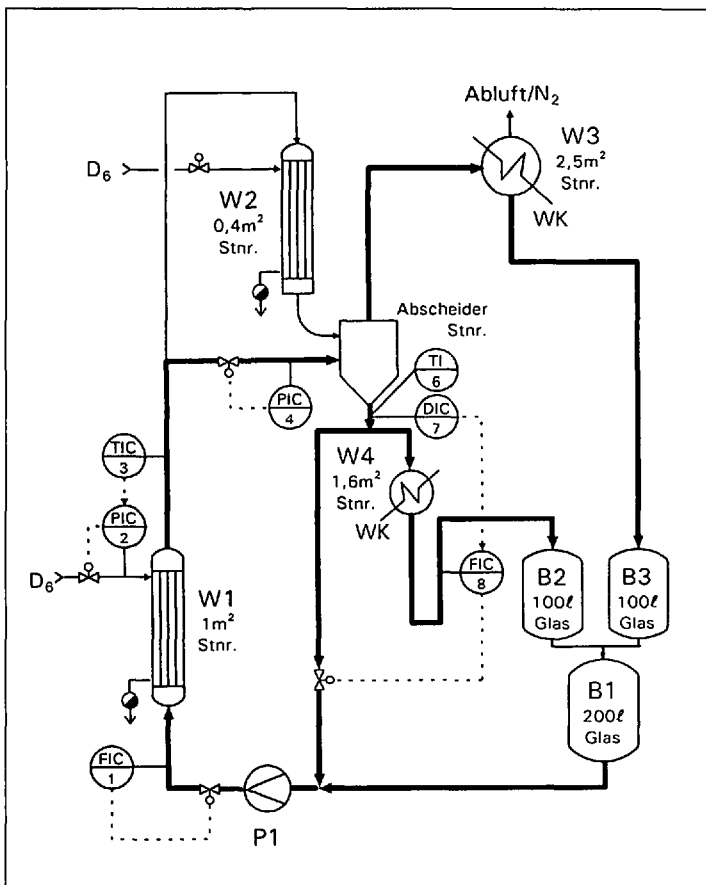 Abluft/N₂
W3
2,5m²
Stnr.
WK
D₆
W2
0,4m²
Stnr.
Abscheider
Stnr.
TI
6
PIC
4
DIC
7
TIC
3
W4
1,6m²
Stnr.
WK
PIC
2
FIC
8
D₆
W1
1m²
Stnr.
B2
100ℓ
Glas
B3
100ℓ
Glas
B1
200ℓ
Glas
FIC
1
P1